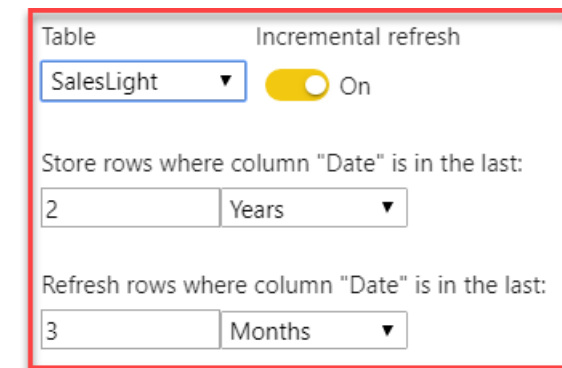 Table Incremental refresh
SalesLight On
Store rows where column "Date" is in the last:
2 Years
Refresh rows where column "Date" is in the last:
3 Months